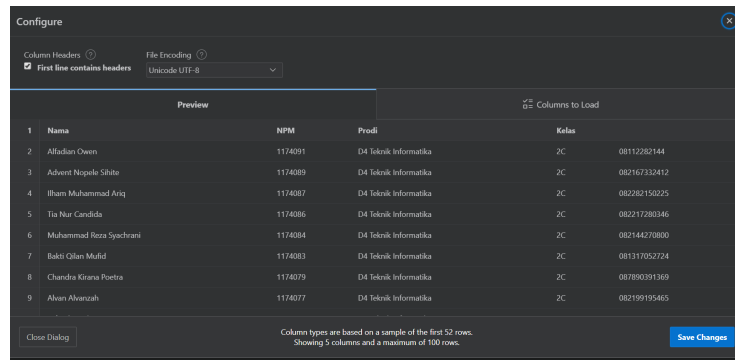 Configure
Column Headers ? File Encoding ?
First line contains headers Unicode UTF-8
Preview Columns to Load
1 Nama NPM Prodi Kelas
2 Alfadian Owen 1174091 D4 Teknik Informatika 2C 08112282144
3 Advent Nopele Sihite 1174089 D4 Teknik Informatika 2C 082167332412
4 Ilham Muhammad Ariq 1174087 D4 Teknik Informatika 2C 082282150225
5 Tia Nur Candida 1174086 D4 Teknik Informatika 2C 082217280346
6 Muhammad Reza Syachrani 1174084 D4 Teknik Informatika 2C 082144270800
7 Bakti Qilan Mufid 1174083 D4 Teknik Informatika 2C 081317052724
8 Chandra Kirana Poetra 1174079 D4 Teknik Informatika 2C 087890391369
9 Alvan Alvanzah 1174077 D4 Teknik Informatika 2C 082199195465
Close Dialog Column types are based on a sample of the first 52 rows. Save Changes
Showing 5 columns and a maximum of 100 rows.